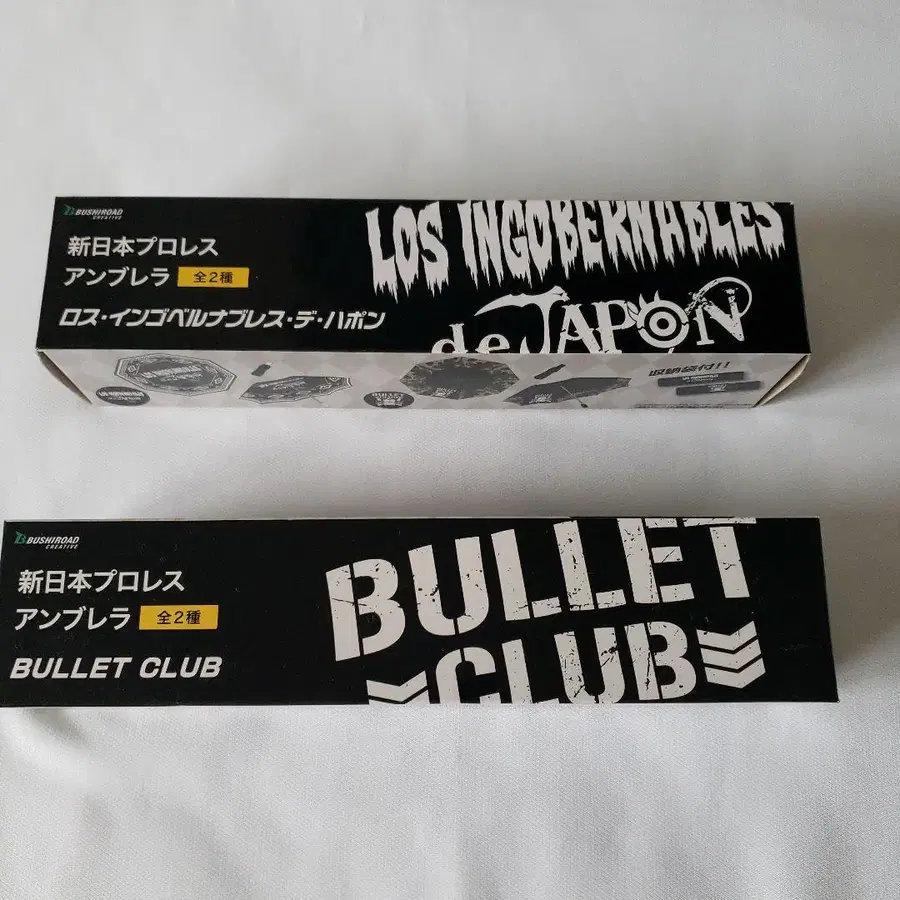 BUSHIROAD
CREATIVE
新日本プロレス
アンブレラ 全2種
ロス・インゴベルナブレス・デ・ハポン
LOS INGOBERNABLES
de JAPON
収納袋付!!
BULLET
BUSHIROAD
CREATIVE
新日本プロレス
アンブレラ 全2種
BULLET CLUB
BULLET
CLUB